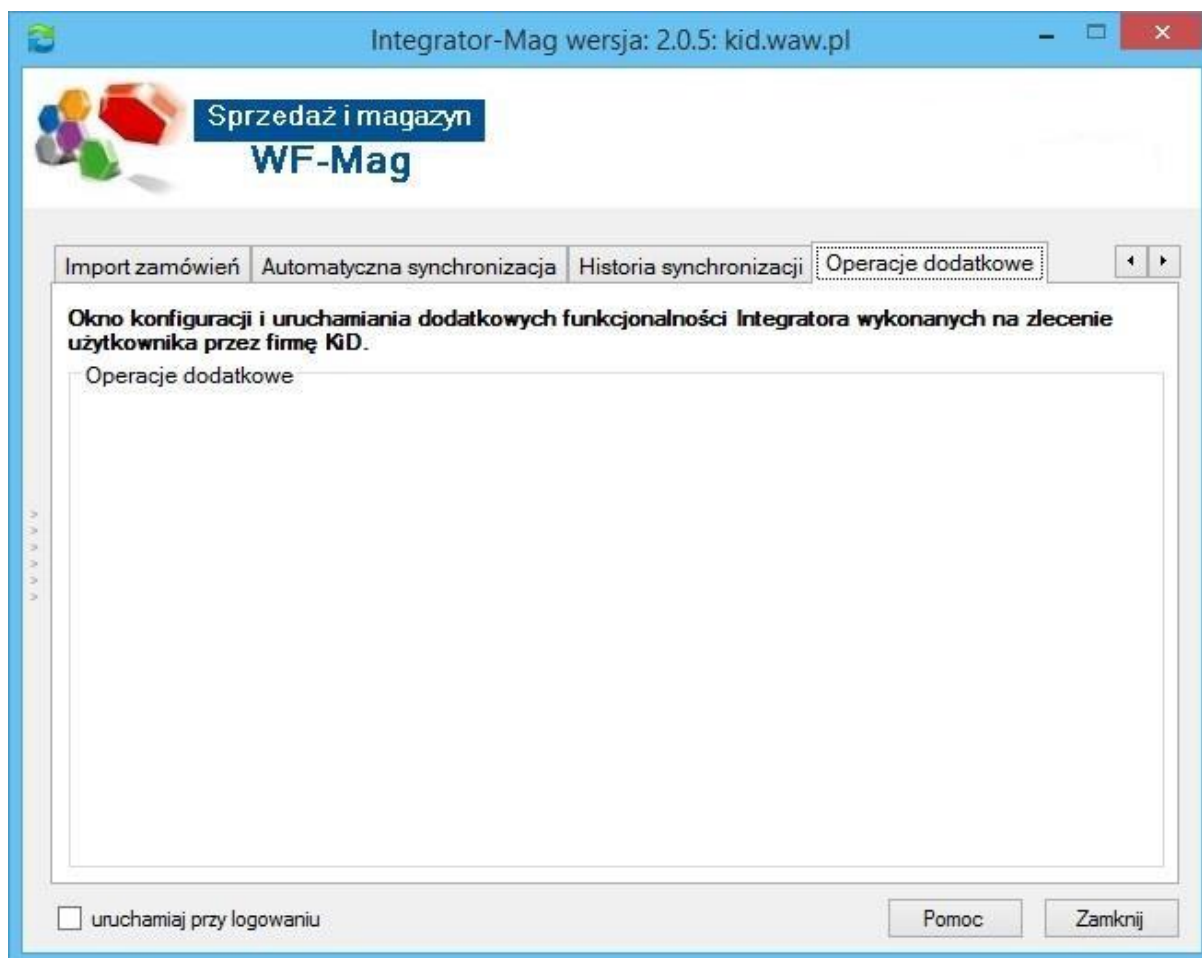 Integrator-Mag wersja: 2.0.5: kid.waw.pl
Sprzedaż i magazyn
WF-Mag
Import zamówień Automatyczna synchronizacja Historia synchronizacji Operacje dodatkowe
Okno konfiguracji i uruchamiania dodatkowych funkcjonalności Integratora wykonanych na zlecenie
użytkownika przez firmę KiD.
Operacje dodatkowe
uruchamiaj przy logowaniu
Pomoc Zamknij